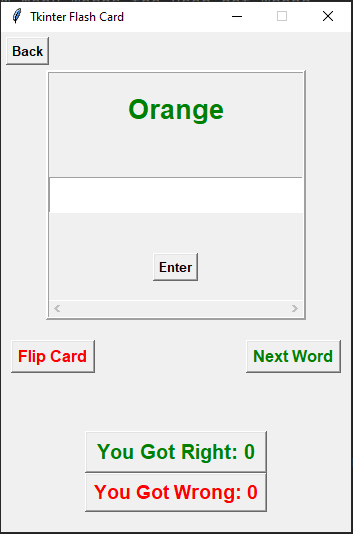 Tkinter Flash Card
Back
Orange
Enter
Flip Card
Next Word
You Got Right: 0
You Got Wrong: 0